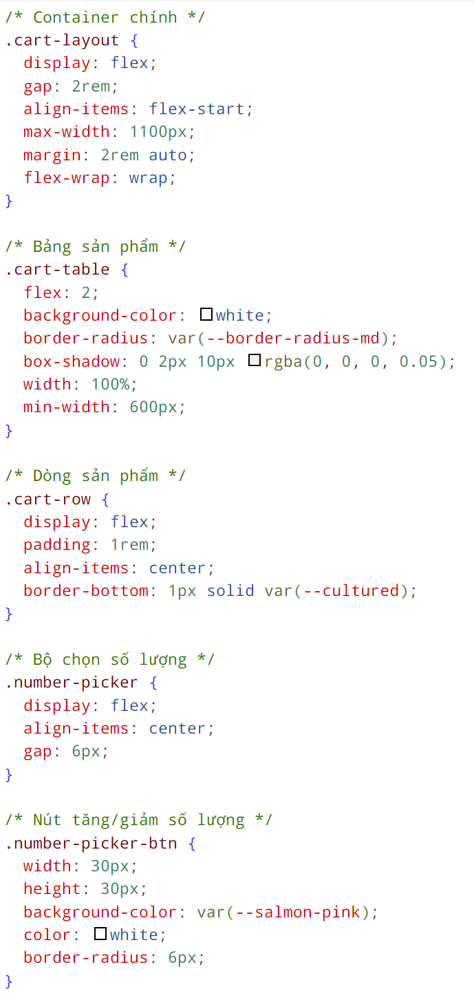 /* Container chính */
.cart-layout {
  display: flex;
  gap: 2rem;
  align-items: flex-start;
  max-width: 1100px;
  margin: 2rem auto;
  flex-wrap: wrap;
}

/* Bảng sản phẩm */
.cart-table {
  flex: 2;
  background-color: white;
  border-radius: var(--border-radius-md);
  box-shadow: 0 2px 10px rgba(0, 0, 0, 0.05);
  width: 100%;
  min-width: 600px;
}

/* Dòng sản phẩm */
.cart-row {
  display: flex;
  padding: 1rem;
  align-items: center;
  border-bottom: 1px solid var(--cultured);
}

/* Bộ chọn số lượng */
.number-picker {
  display: flex;
  align-items: center;
  gap: 6px;
}

/* Nút tăng/giảm số lượng */
.number-picker-btn {
  width: 30px;
  height: 30px;
  background-color: var(--salmon-pink);
  color: white;
  border-radius: 6px;
}